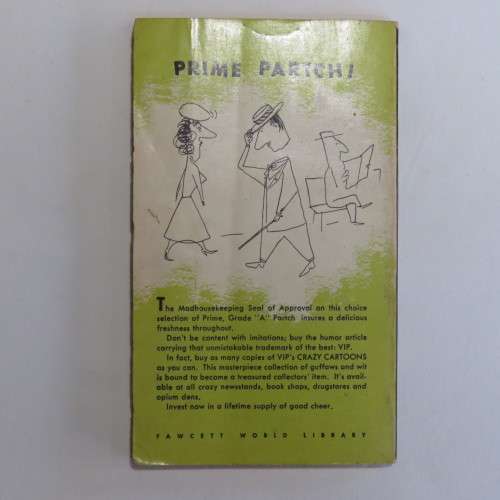 PRIME PARTCH!
The Madhousekeeping Seal of Approval on this choice
selection of Prime, Grade "A" Partch insures a delicious
freshness throughout.
Don't be content with imitations: buy the humor article
carrying that unmistakable trademark of the best: VIP.
In fact, buy as many copies of VIP's CRAZY CARTOONS
as you can. This masterpiece collection of guffaws and wit
is bound to become a treasured collectors' item. It's avail-
able at all crazy newsstands, book shops, drugstores and
opium dens.
Invest now in a lifetime supply of good cheer.
FAWCETT WORLD LIBRARY